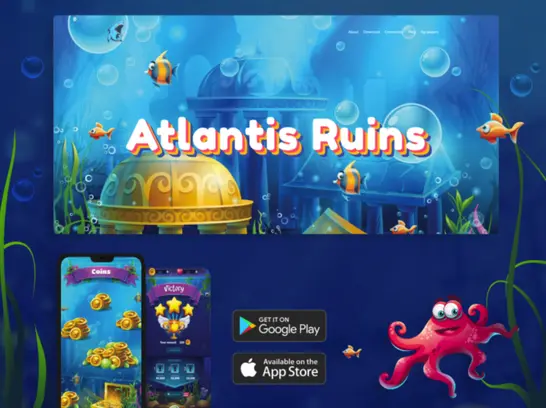 Atlantis Ruins
Coins
Victory
GET IT ON
Google Play
Available on the
App Store